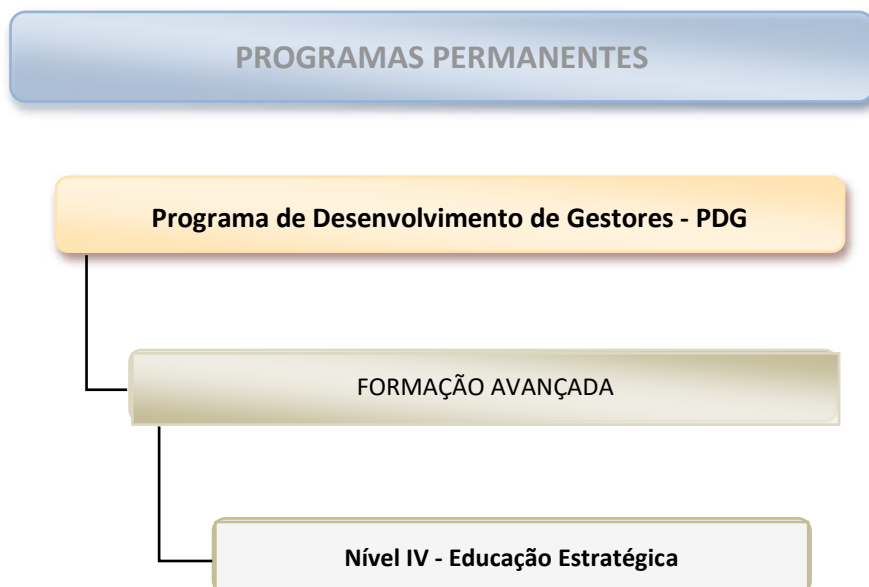 PROGRAMAS PERMANENTES
Programa de Desenvolvimento de Gestores - PDG
FORMAÇÃO AVANÇADA
Nível IV - Educação Estratégica